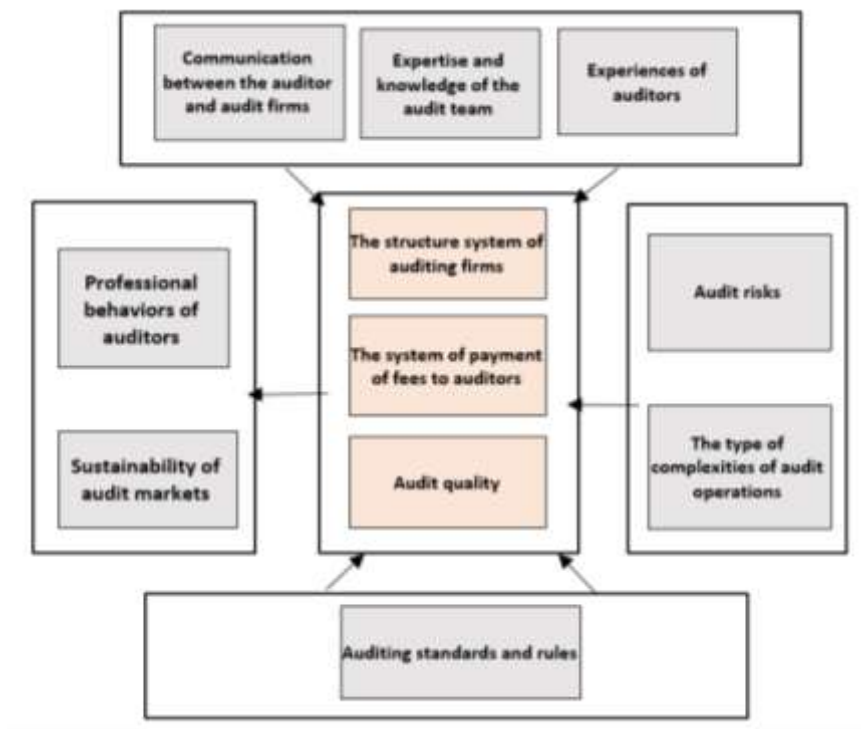 Communication
between the auditor
and audit firms
Expertise and
knowledge of the
audit team
Experiences of
auditors
Professional
behaviors of
auditors
Sustainability of
audit markets
The structure system of
auditing firms
The system of payment
of fees to auditors
Audit quality
Audit risks
The type of
complexities of audit
operations
Auditing standards and rules